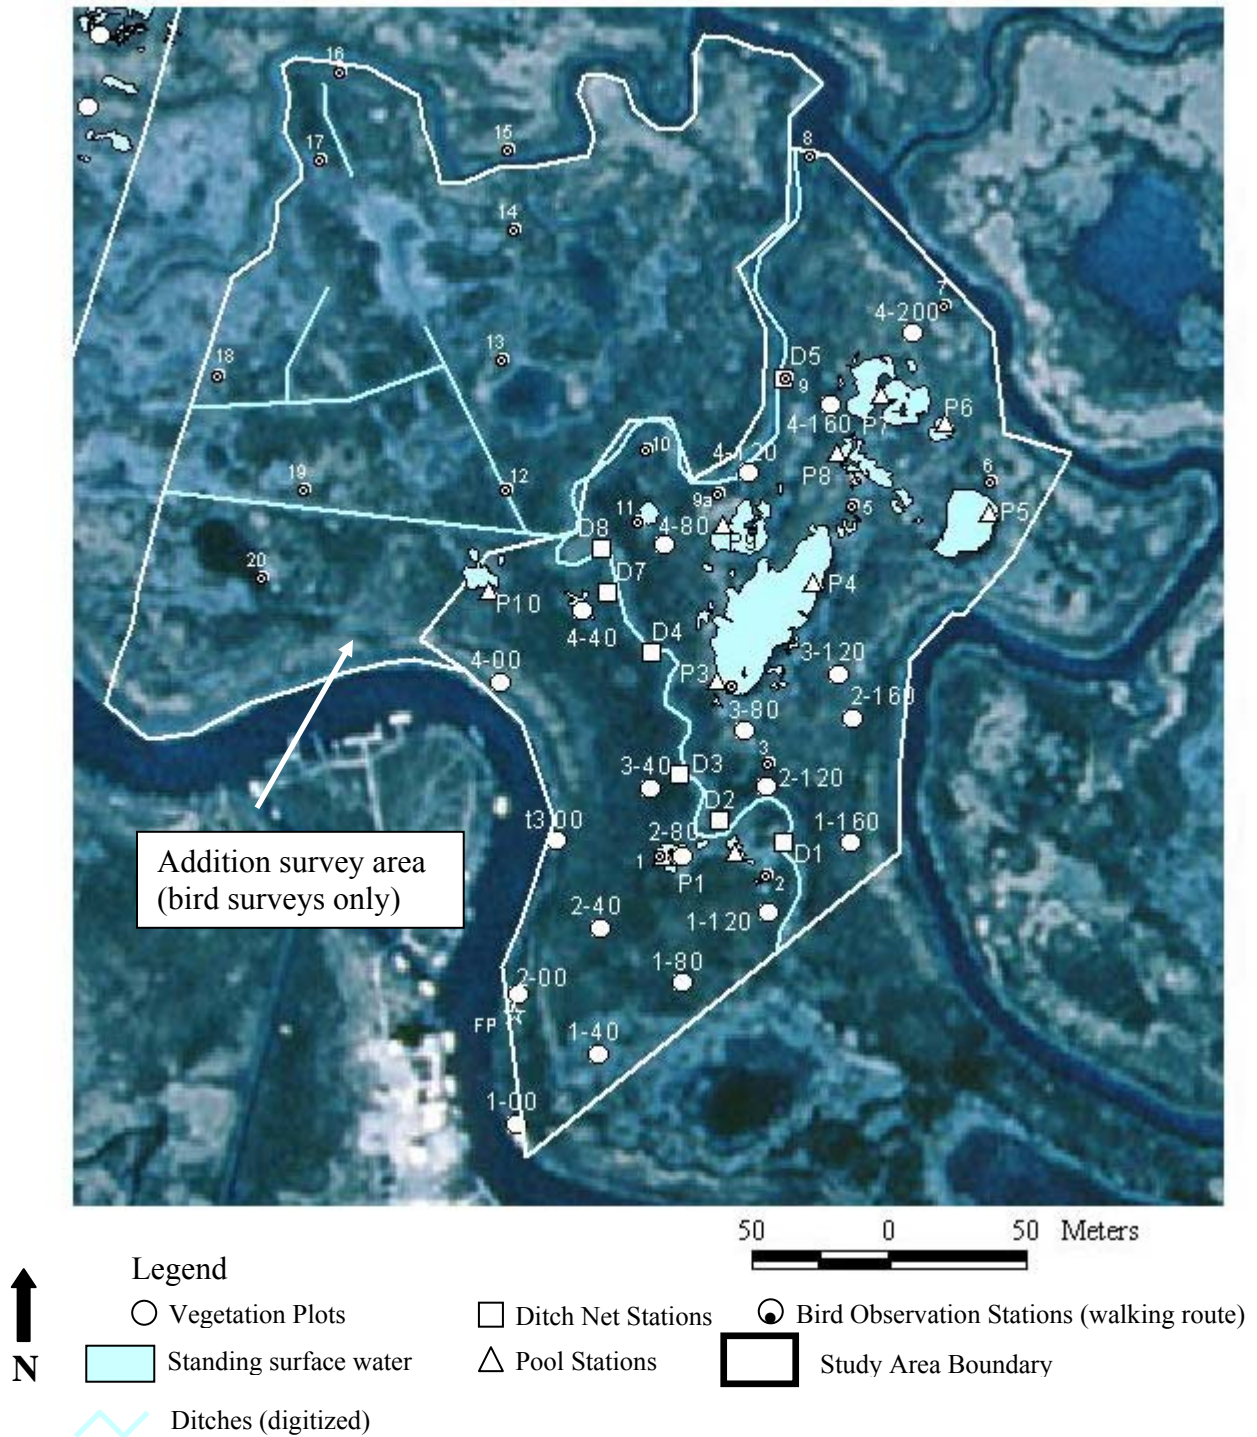 16
15
8
17
14
7
4-200
13
D5
18
9
4-160
P7
P6
10
4-120
P8
6
19
12
9a
5
P5
11
4-80
P9
D8
20
D7
P4
P10
4-40
D4
3-120
4-00
P3
2-160
3-80
3
3-40
D3
2-120
D2
t3 00
2-80
1-160
1
P1
D1
2
Addition survey area
(bird surveys only)
2-40
1-120
1-80
2-00
FP
1-40
1-00
50 0 50 Meters
Legend
Vegetation Plots
Ditch Net Stations
Bird Observation Stations (walking route)
Standing surface water
Pool Stations
Study Area Boundary
N
Ditches (digitized)